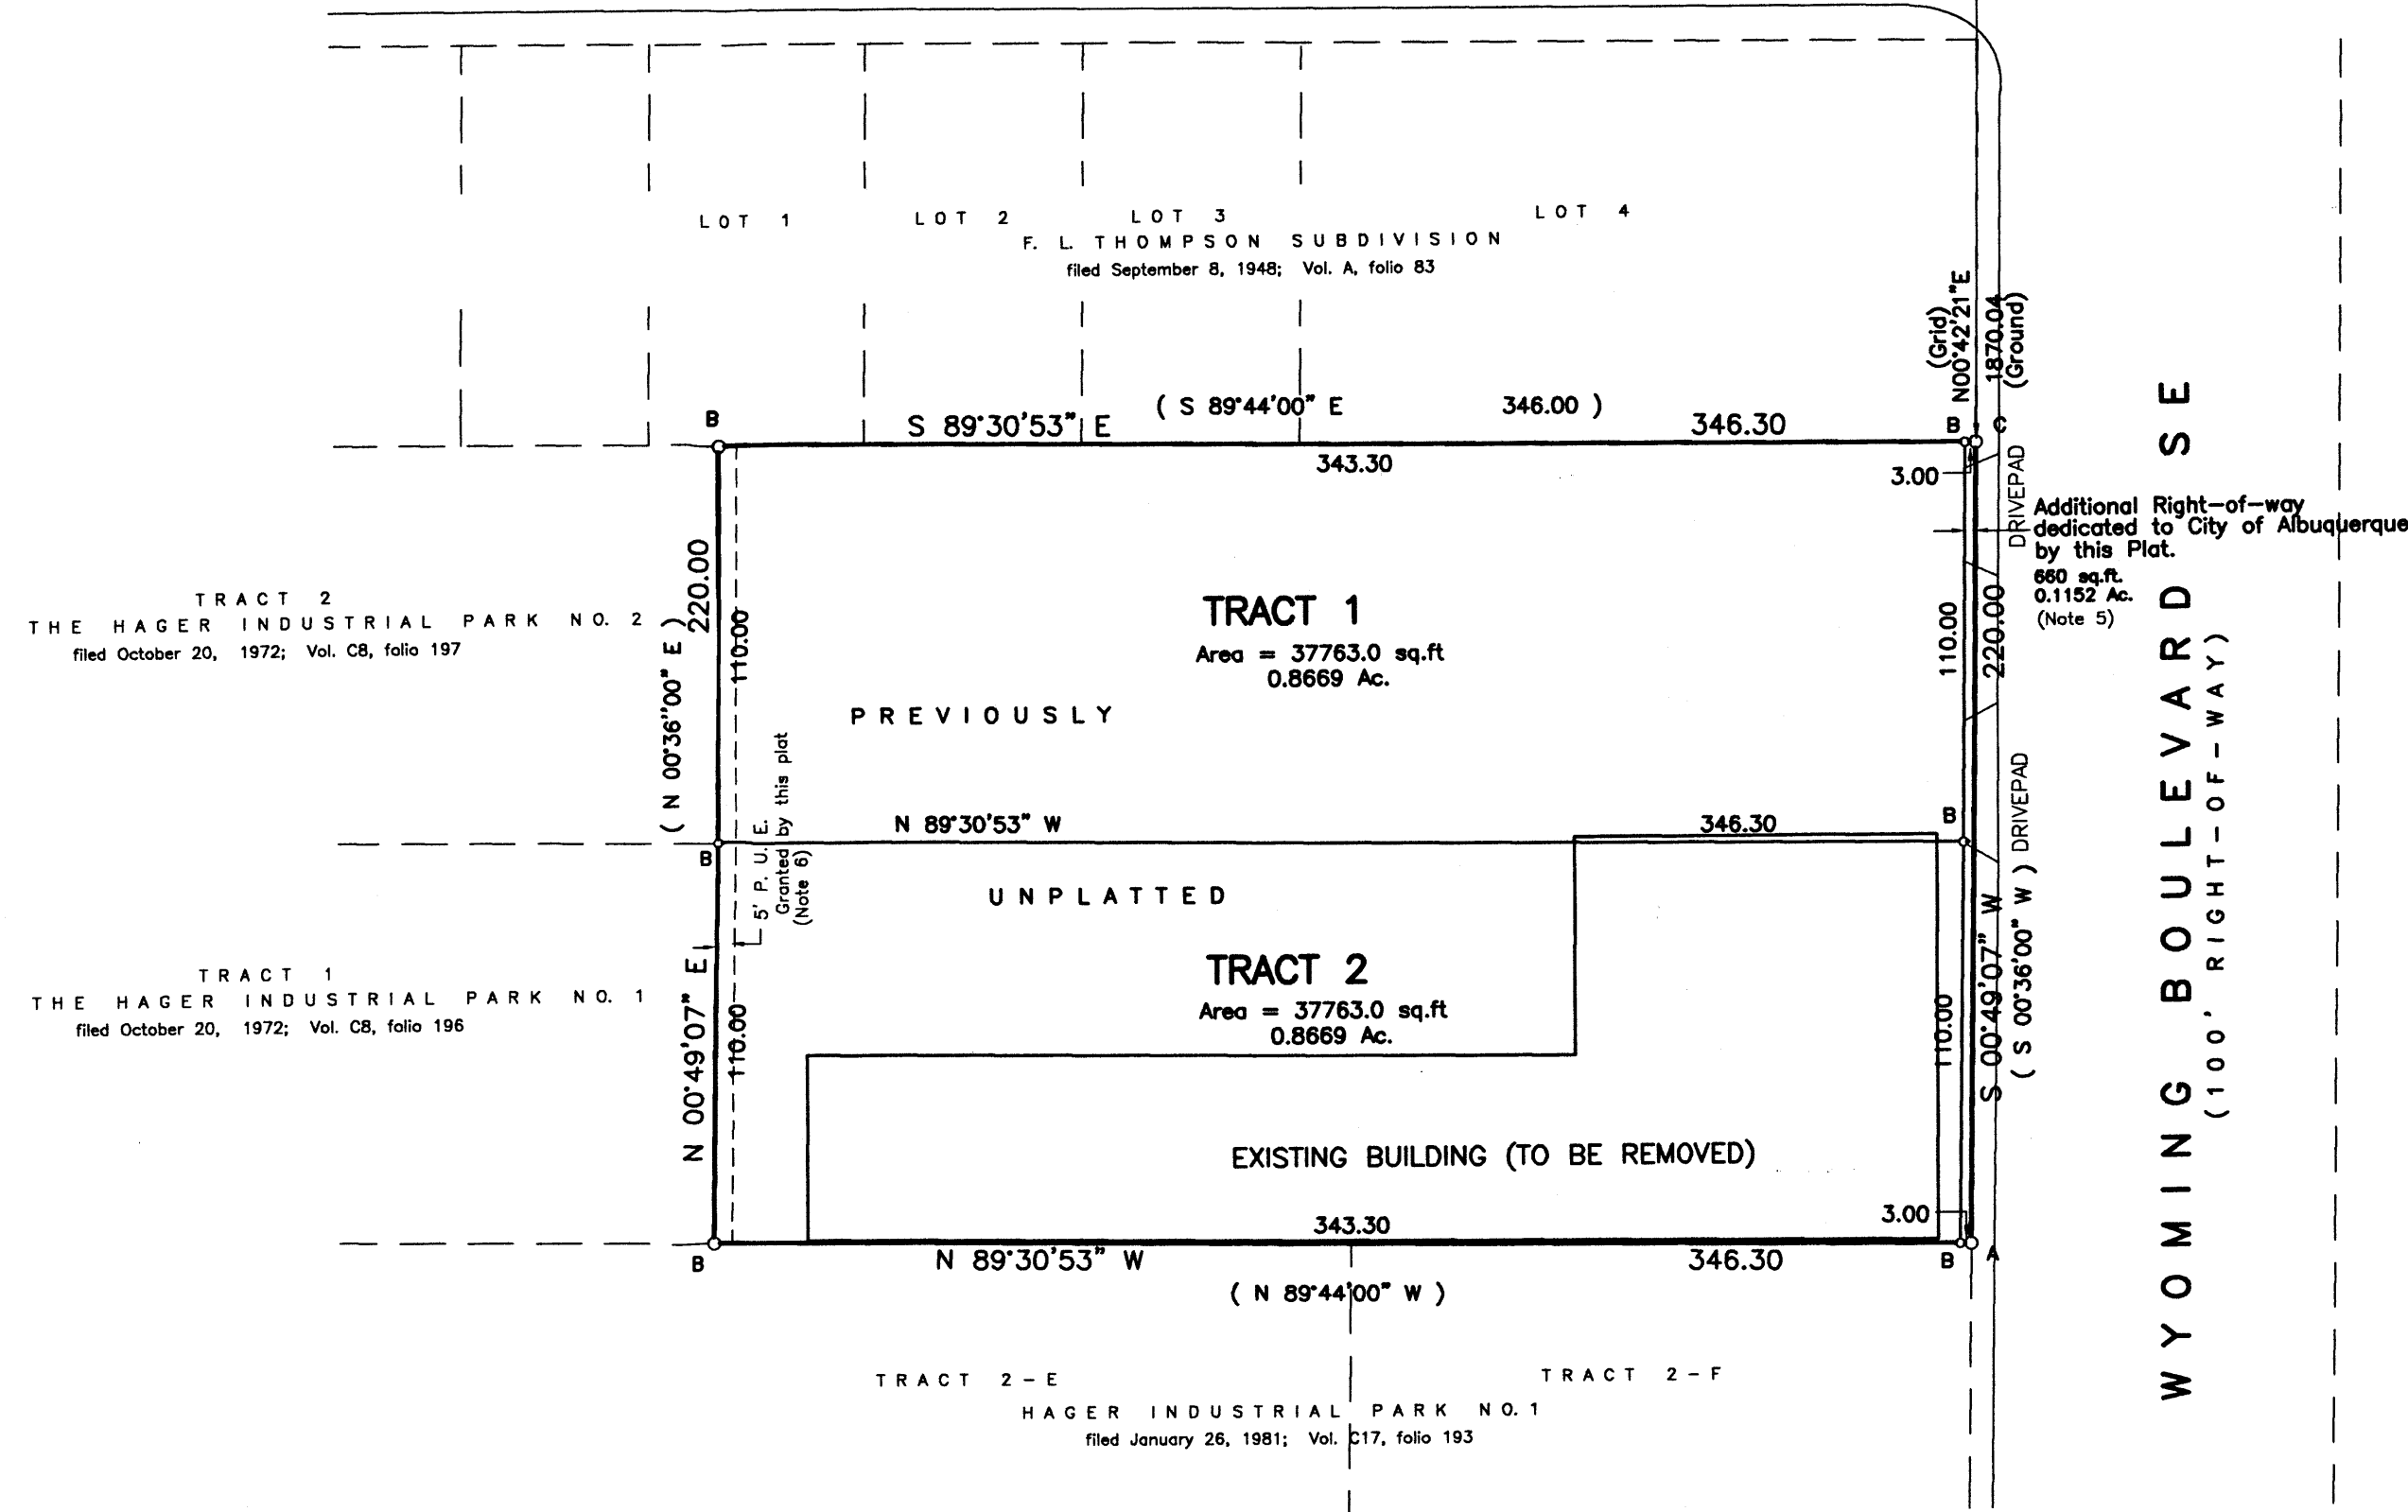 LOT 1
LOT 2
LOT 3
LOT 4
F. L. THOMPSON SUBDIVISION
filed September 8, 1948; Vol. A, folio 83
(Grid)
N00°42'21"E
1870.04
(Ground)
( S 89°44'00" E 346.00 )
B
S 89°30'53" E
346.30
B
C
343.30
3.00
DRIVEPAD
Additional Right-of-way
dedicated to City of Albuquerque
by this Plat.
660 sq.ft.
0.1152 Ac.
(Note 5)
TRACT 2
THE HAGER INDUSTRIAL PARK NO. 2
filed October 20, 1972; Vol. C8, folio 197
220.00
( N 00°36"00" E )
110.00
TRACT 1
Area = 37763.0 sq.ft
0.8669 Ac.
110.00
220.00
PREVIOUSLY
5' P. U. E.
Granted by this plat
(Note 6)
N 89°30'53" W
346.30
B
B
DRIVEPAD
UNPLATTED
TRACT 1
THE HAGER INDUSTRIAL PARK NO. 1
filed October 20, 1972; Vol. C8, folio 196
N 00°49'07" E
110.00
TRACT 2
Area = 37763.0 sq.ft
0.8669 Ac.
110.00
S 00°49'07" W
( S 00°36'00" W )
WYOMING BOULEVARD SE
(100' RIGHT-OF-WAY)
EXISTING BUILDING (TO BE REMOVED)
343.30
3.00
B
N 89°30'53" W
346.30
B
A
( N 89°44'00" W )
TRACT 2-E
TRACT 2-F
HAGER INDUSTRIAL PARK NO. 1
filed January 26, 1981; Vol. C17, folio 193